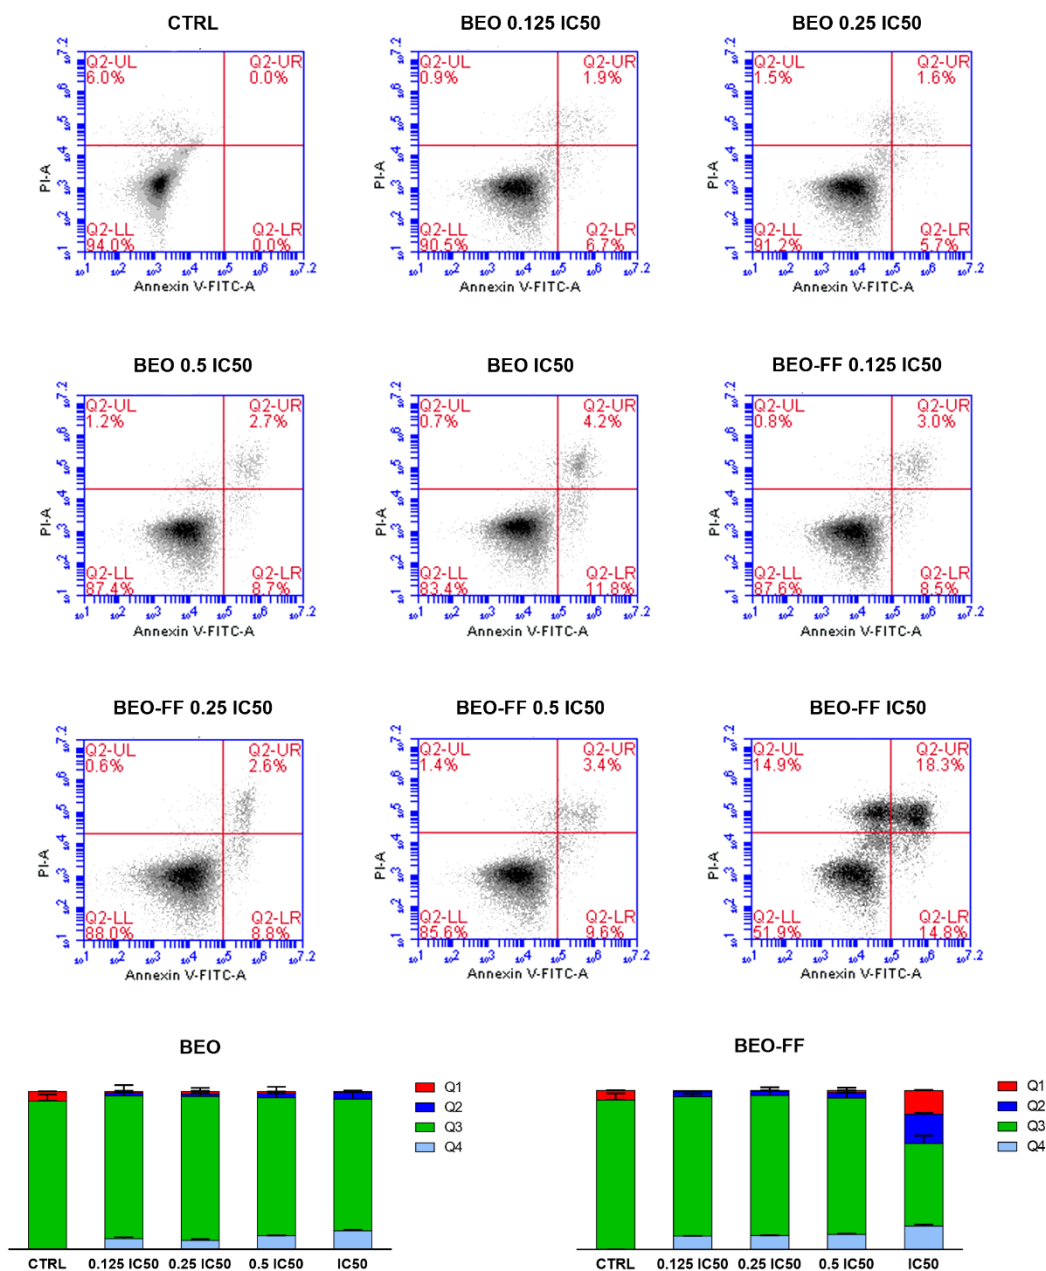 CTRL
BEO 0.125 IC50
BEO 0.25 IC50
Q2-UL
6.0%
Q2-UR
0.0%
Q2-LL
94.0%
Q2-LR
0.0%
PI-A
Annexin V-FITC-A
Q2-UL
0.9%
Q2-UR
1.9%
Q2-LL
90.5%
Q2-LR
6.7%
PI-A
Annexin V-FITC-A
Q2-UL
1.5%
Q2-UR
1.6%
Q2-LL
91.2%
Q2-LR
5.7%
PI-A
Annexin V-FITC-A
BEO 0.5 IC50
BEO IC50
BEO-FF 0.125 IC50
Q2-UL
1.2%
Q2-UR
2.7%
Q2-LL
87.4%
Q2-LR
8.7%
PI-A
Annexin V-FITC-A
Q2-UL
0.7%
Q2-UR
4.2%
Q2-LL
83.4%
Q2-LR
11.8%
PI-A
Annexin V-FITC-A
Q2-UL
0.8%
Q2-UR
3.0%
Q2-LL
87.6%
Q2-LR
8.5%
PI-A
Annexin V-FITC-A
BEO-FF 0.25 IC50
BEO-FF 0.5 IC50
BEO-FF IC50
Q2-UL
0.6%
Q2-UR
2.6%
Q2-LL
88.0%
Q2-LR
8.8%
PI-A
Annexin V-FITC-A
Q2-UL
1.4%
Q2-UR
3.4%
Q2-LL
85.6%
Q2-LR
9.6%
PI-A
Annexin V-FITC-A
Q2-UL
14.9%
Q2-UR
18.3%
Q2-LL
51.9%
Q2-LR
14.8%
PI-A
Annexin V-FITC-A
BEO
Q1
Q2
Q3
Q4
CTRL 0.125 IC50 0.25 IC50 0.5 IC50 IC50
BEO-FF
Q1
Q2
Q3
Q4
CTRL 0.125 IC50 0.25 IC50 0.5 IC50 IC50